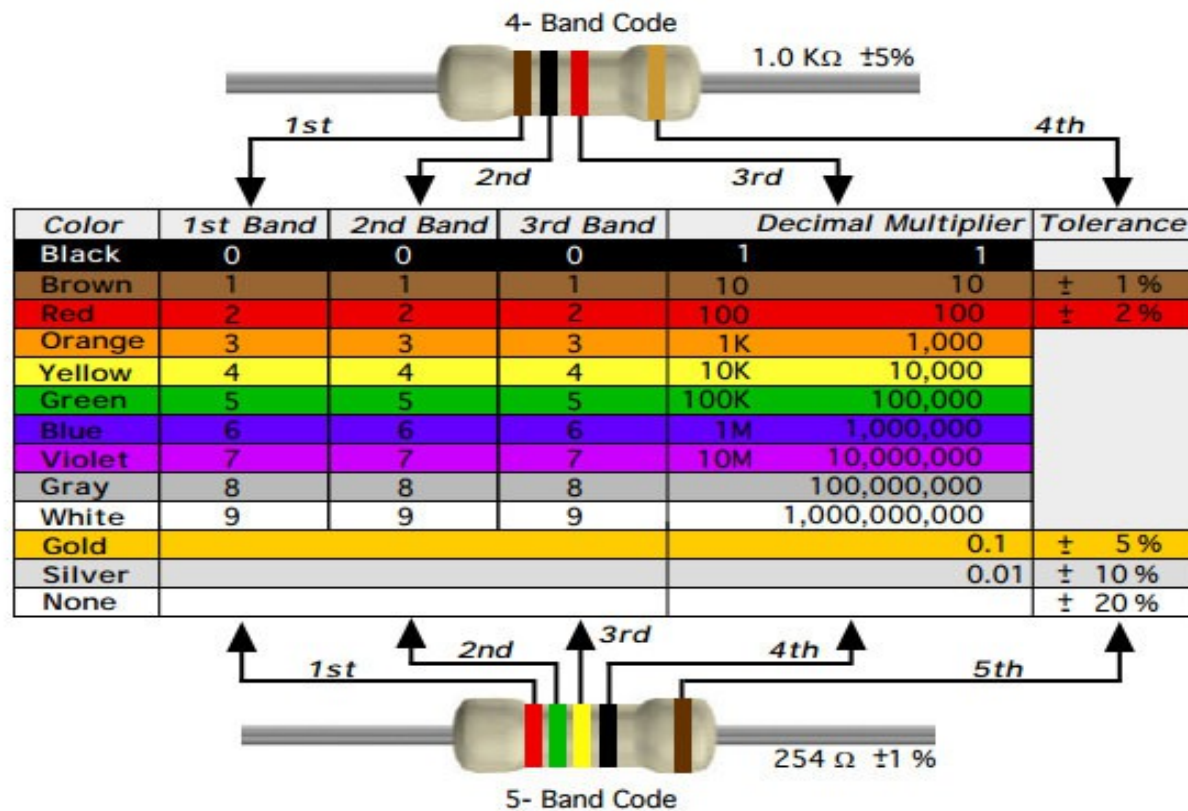 4- Band Code
1.0 KΩ ±5%
1st
4th
2nd
3rd
Color 1st Band 2nd Band 3rd Band Decimal Multiplier Tolerance
Black 0 0 0 1 1
Brown 1 1 1 10 10 ± 1 %
Red 2 2 2 100 100 ± 2 %
Orange 3 3 3 1K 1,000
Yellow 4 4 4 10K 10,000
Green 5 5 5 100K 100,000
Blue 6 6 6 1M 1,000,000
Violet 7 7 7 10M 10,000,000
Gray 8 8 8 100,000,000
White 9 9 9 1,000,000,000
Gold 0.1 ± 5 %
Silver 0.01 ± 10 %
None ± 20 %
3rd
2nd
4th
1st
5th
254 Ω ±1 %
5- Band Code